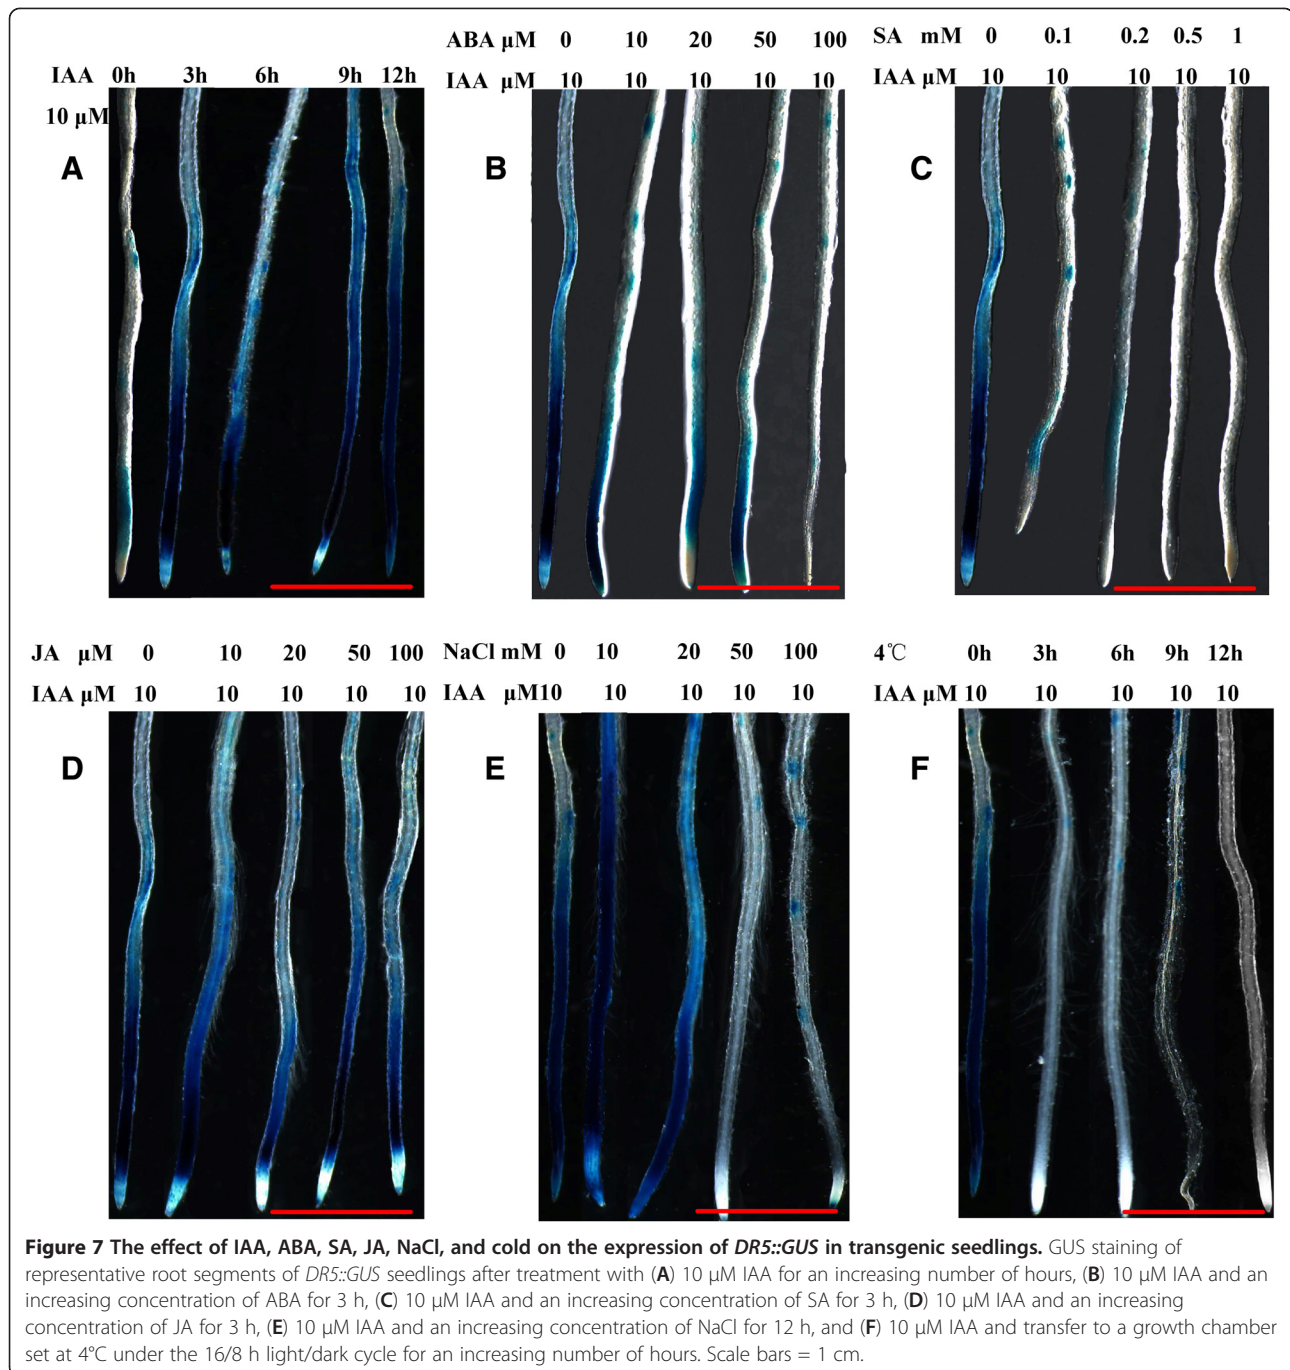 IAA 0h 3h 6h 9h 12h
10 µM
A
ABA µM 0 10 20 50 100
IAA µM 10 10 10 10 10
B
SA mM 0 0.1 0.2 0.5 1
IAA µM 10 10 10 10 10
C
JA µM 0 10 20 50 100
IAA µM 10 10 10 10 10
D
NaCl mM 0 10 20 50 100
IAA µM10 10 10 10 10
E
4℃ 0h 3h 6h 9h 12h
IAA µM 10 10 10 10 10
F
Figure 7 The effect of IAA, ABA, SA, JA, NaCl, and cold on the expression of DR5::GUS in transgenic seedlings. GUS staining of
representative root segments of DR5::GUS seedlings after treatment with (A) 10 µM IAA for an increasing number of hours, (B) 10 µM IAA and an
increasing concentration of ABA for 3 h, (C) 10 µM IAA and an increasing concentration of SA for 3 h, (D) 10 µM IAA and an increasing
concentration of JA for 3 h, (E) 10 µM IAA and an increasing concentration of NaCl for 12 h, and (F) 10 µM IAA and transfer to a growth chamber
set at 4°C under the 16/8 h light/dark cycle for an increasing number of hours. Scale bars = 1 cm.